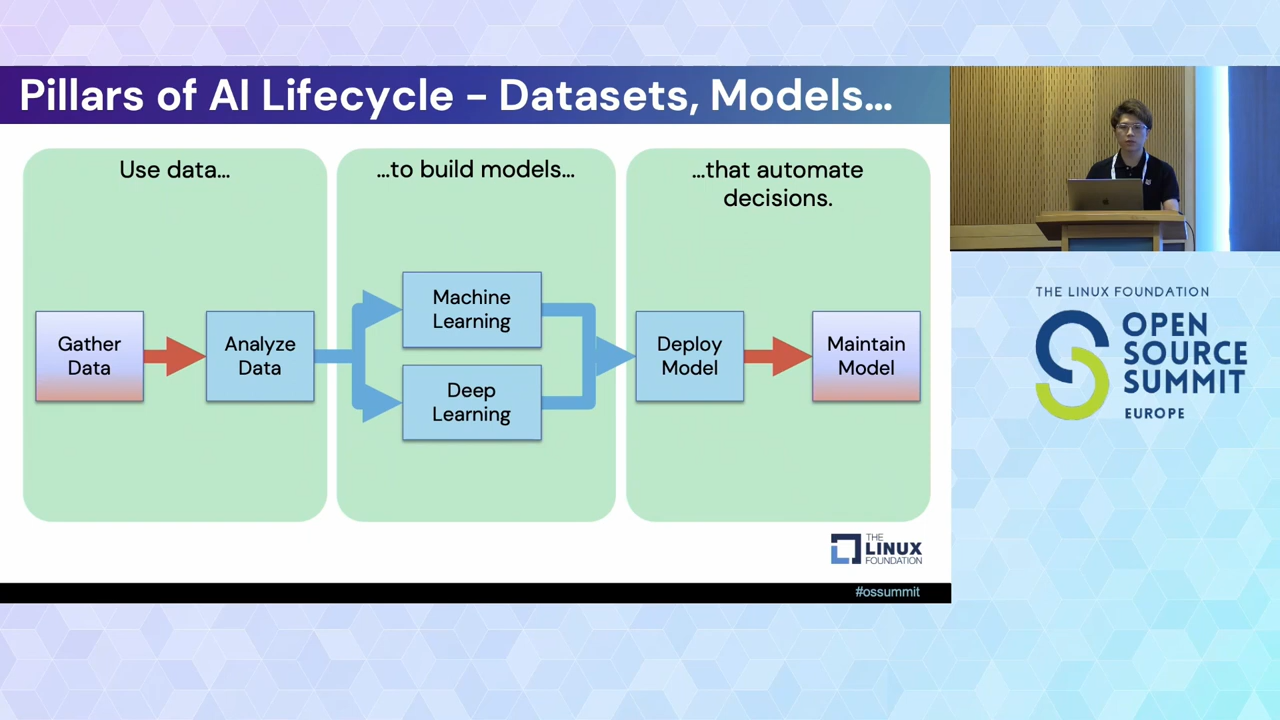 Pillars of AI Lifecycle – Datasets, Models...
Use data...
...to build models...
...that automate
decisions.
Gather
Data
Analyze
Data
Machine
Learning
Deep
Learning
Deploy
Model
Maintain
Model
THE
LINUX
FOUNDATION
#ossummit
THE LINUX FOUNDATION
OPEN
SOURCE
SUMMIT
EUROPE